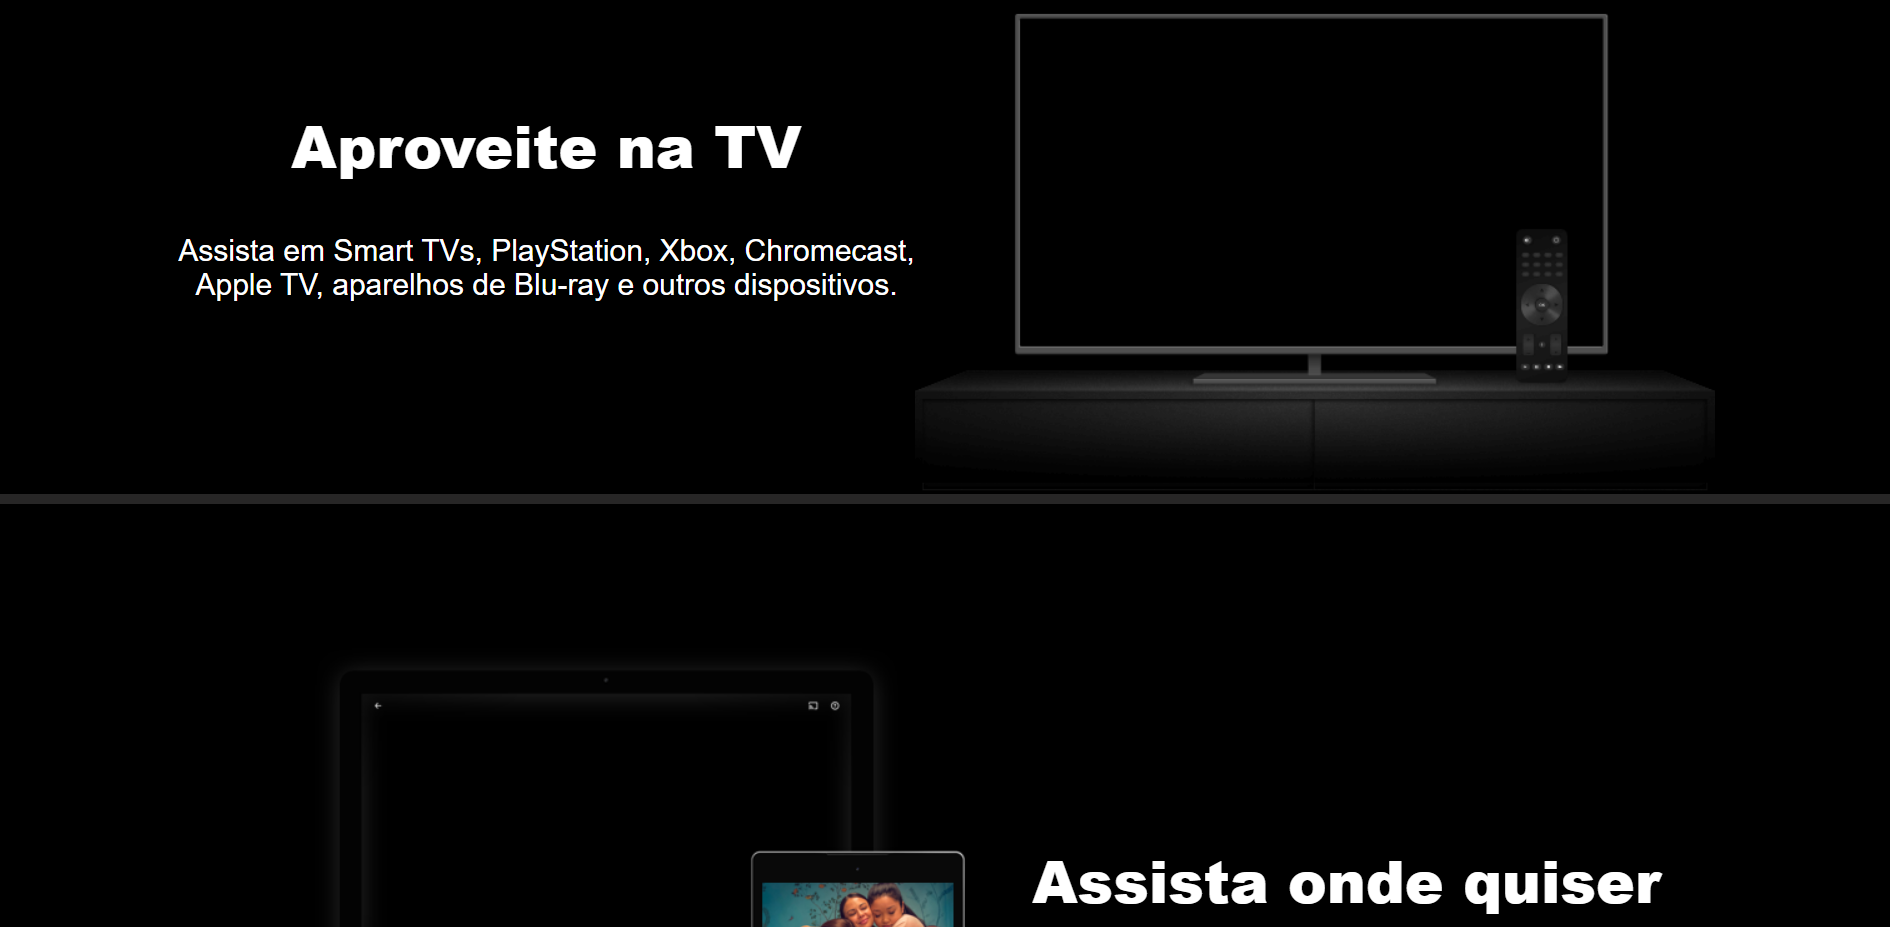 Aproveite na TV
Assista em Smart TVs, PlayStation, Xbox, Chromecast,
Apple TV, aparelhos de Blu-ray e outros dispositivos.
Assista onde quiser